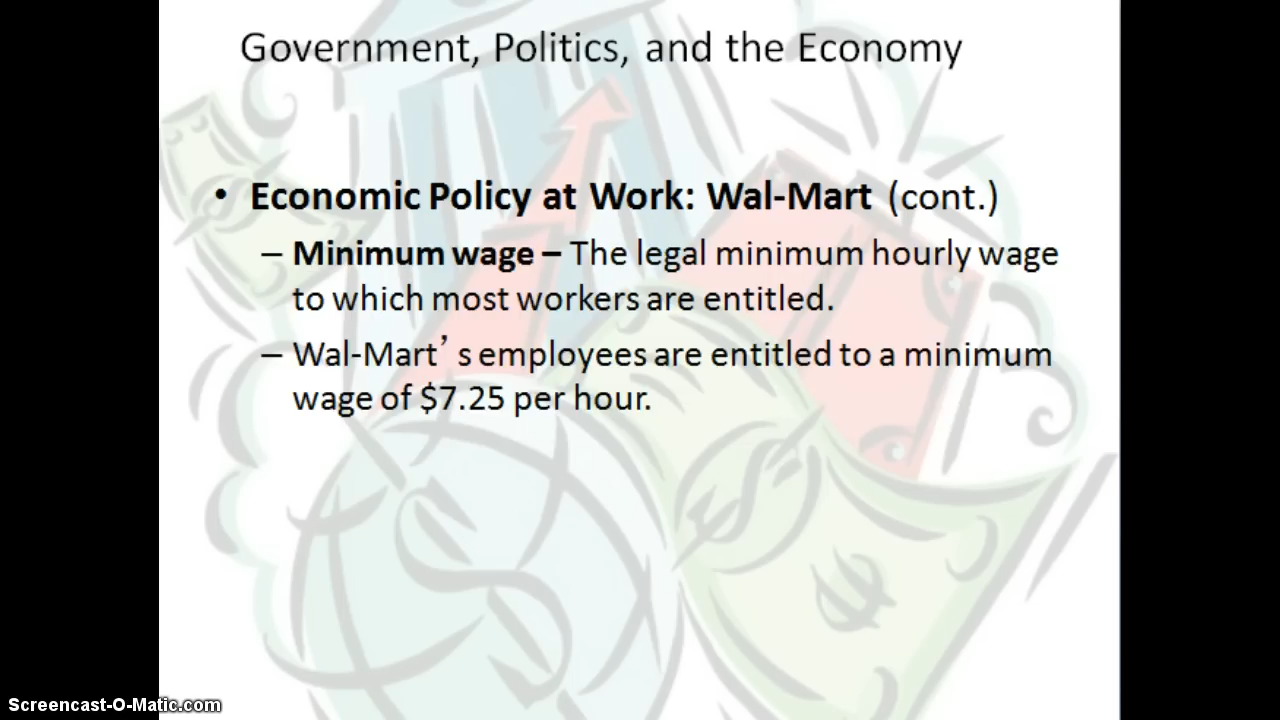 Government, Politics, and the Economy
• Economic Policy at Work: Wal-Mart (cont.)
– Minimum wage – The legal minimum hourly wage
to which most workers are entitled.
– Wal-Mart’s employees are entitled to a minimum
wage of $7.25 per hour.
Screencast-O-Matic.com